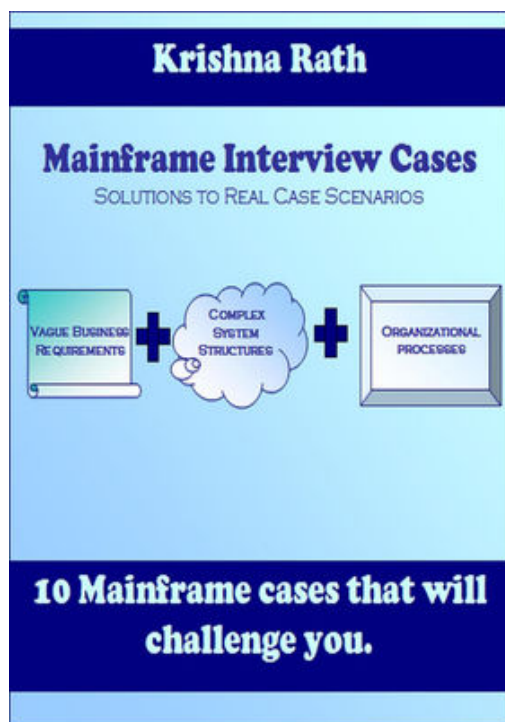 Krishna Rath
Mainframe Interview Cases
Solutions to Real Case Scenarios
Vague Business
Requirements
Complex
System
Structures
Organizational
processes
10 Mainframe cases that will
challenge you.